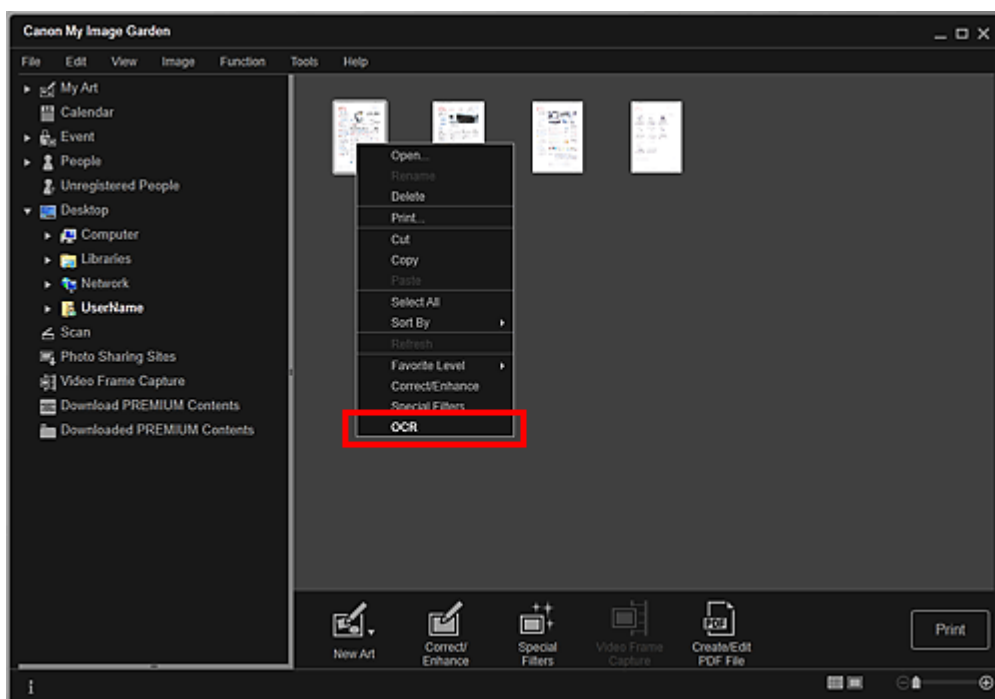 Canon My Image Garden
File Edit View Image Function Tools Help
My Art
Calendar
Event
People
Unregistered People
Desktop
Computer
Libraries
Network
UserName
Scan
Photo Sharing Sites
Video Frame Capture
Download PREMIUM Contents
Downloaded PREMIUM Contents
Open...
Rename
Delete
Print...
Cut
Copy
Paste
Select All
Sort By
Refresh
Favorite Level
Correct/Enhance
Special Filters
OCR
New Art
Correct/
Enhance
Special
Filters
Video Frame
Capture
PDF
Create/Edit
PDF File
Print